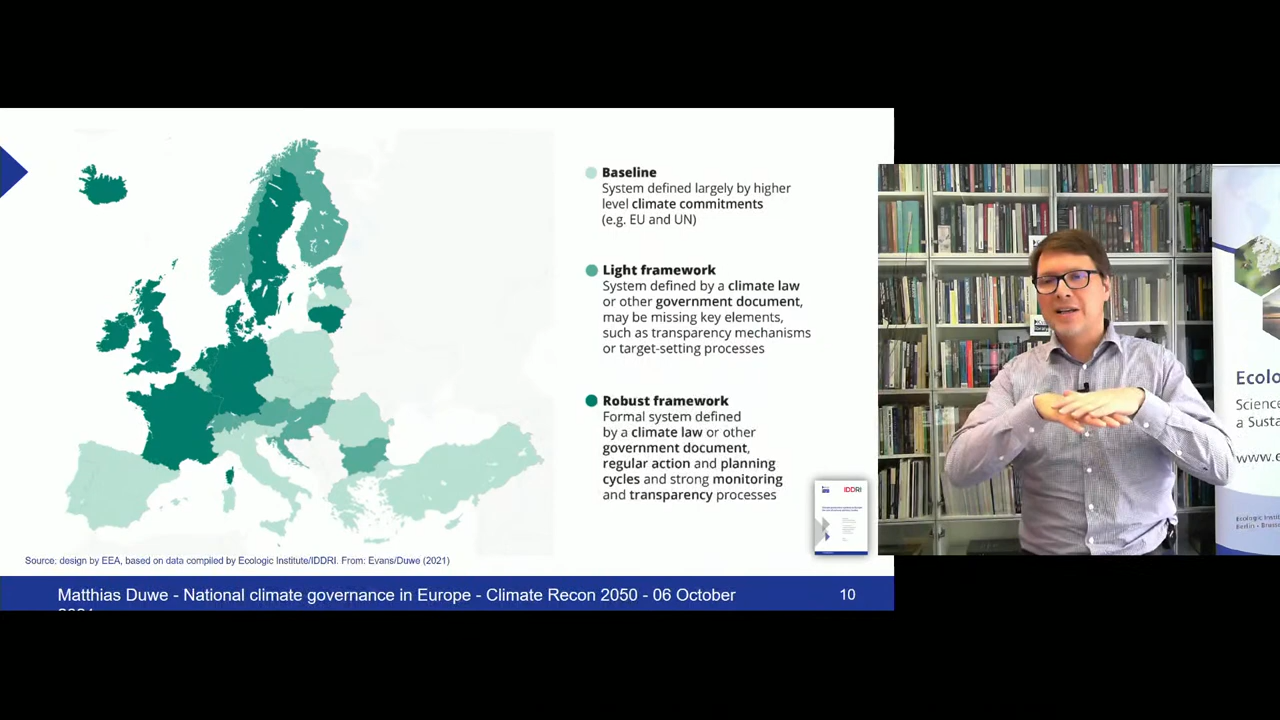 Baseline
System defined largely by higher
level climate commitments
(e.g. EU and UN)
Light framework
System defined by a climate law
or other government document,
may be missing key elements,
such as transparency mechanisms
or target-setting processes
Robust framework
Formal system defined
by a climate law or other
government document,
regular action and planning
cycles and strong monitoring
and transparency processes
IDDRI
Source: design by EEA, based on data compiled by Ecologic Institute/IDDRI. From: Evans/Duwe (2021)
Matthias Duwe - National climate governance in Europe - Climate Recon 2050 - 06 October
10
Ecolo
Science
a Susta
www.e
Ecologic Instit
Berlin - Bruss